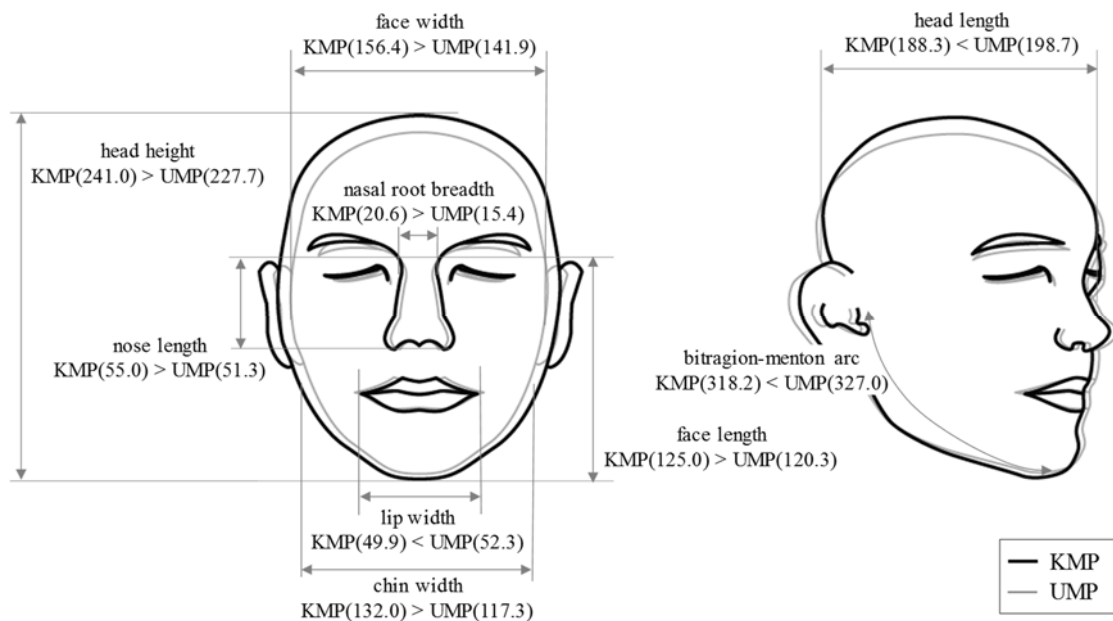 face width
KMP(156.4) > UMP(141.9)
head length
KMP(188.3) < UMP(198.7)
head height
KMP(241.0) > UMP(227.7)
nasal root breadth
KMP(20.6) > UMP(15.4)
nose length
KMP(55.0) > UMP(51.3)
bitragion-menton arc
KMP(318.2) < UMP(327.0)
face length
KMP(125.0) > UMP(120.3)
lip width
KMP(49.9) < UMP(52.3)
chin width
KMP(132.0) > UMP(117.3)
KMP
UMP